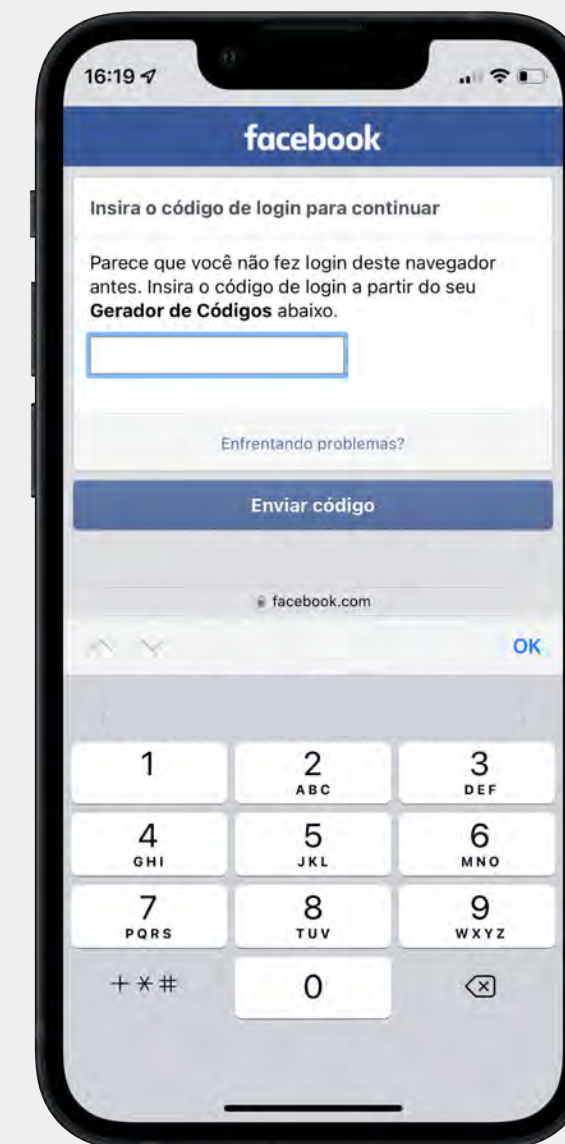 16:19
facebook
Insira o código de login para continuar
Parece que você não fez login deste navegador
antes. Insira o código de login a partir do seu
Gerador de Códigos abaixo.
Enfrentando problemas?
Enviar código
facebook.com
OK
1 2 3
ABC DEF
4 5 6
GHI JKL MNO
7 8 9
PQRS TUV WXYZ
+*# 0